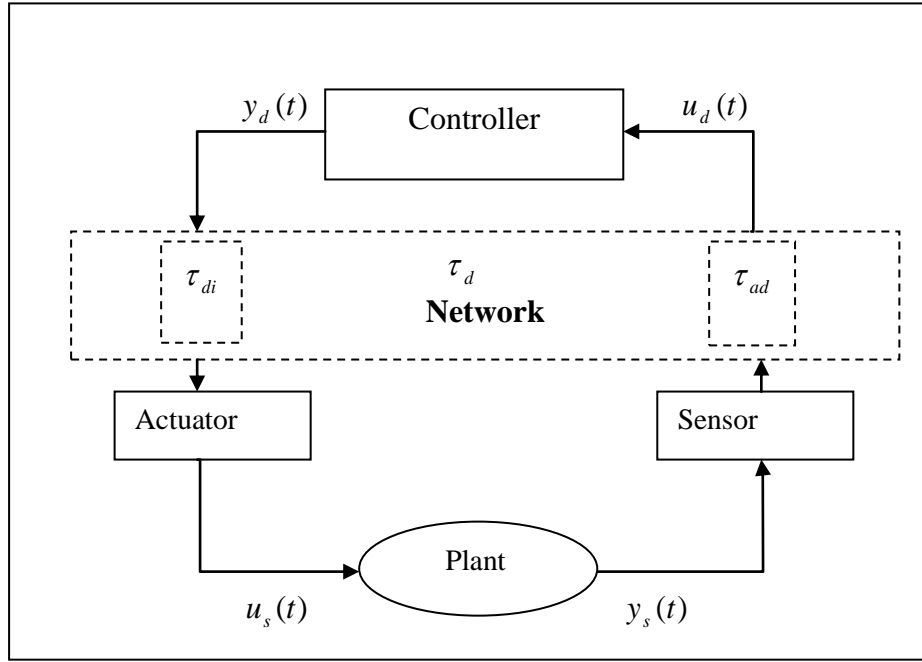 y_d(t)
Controller
u_d(t)
τ_di
τ_d
Network
τ_ad
Actuator
Sensor
Plant
u_s(t)
y_s(t)